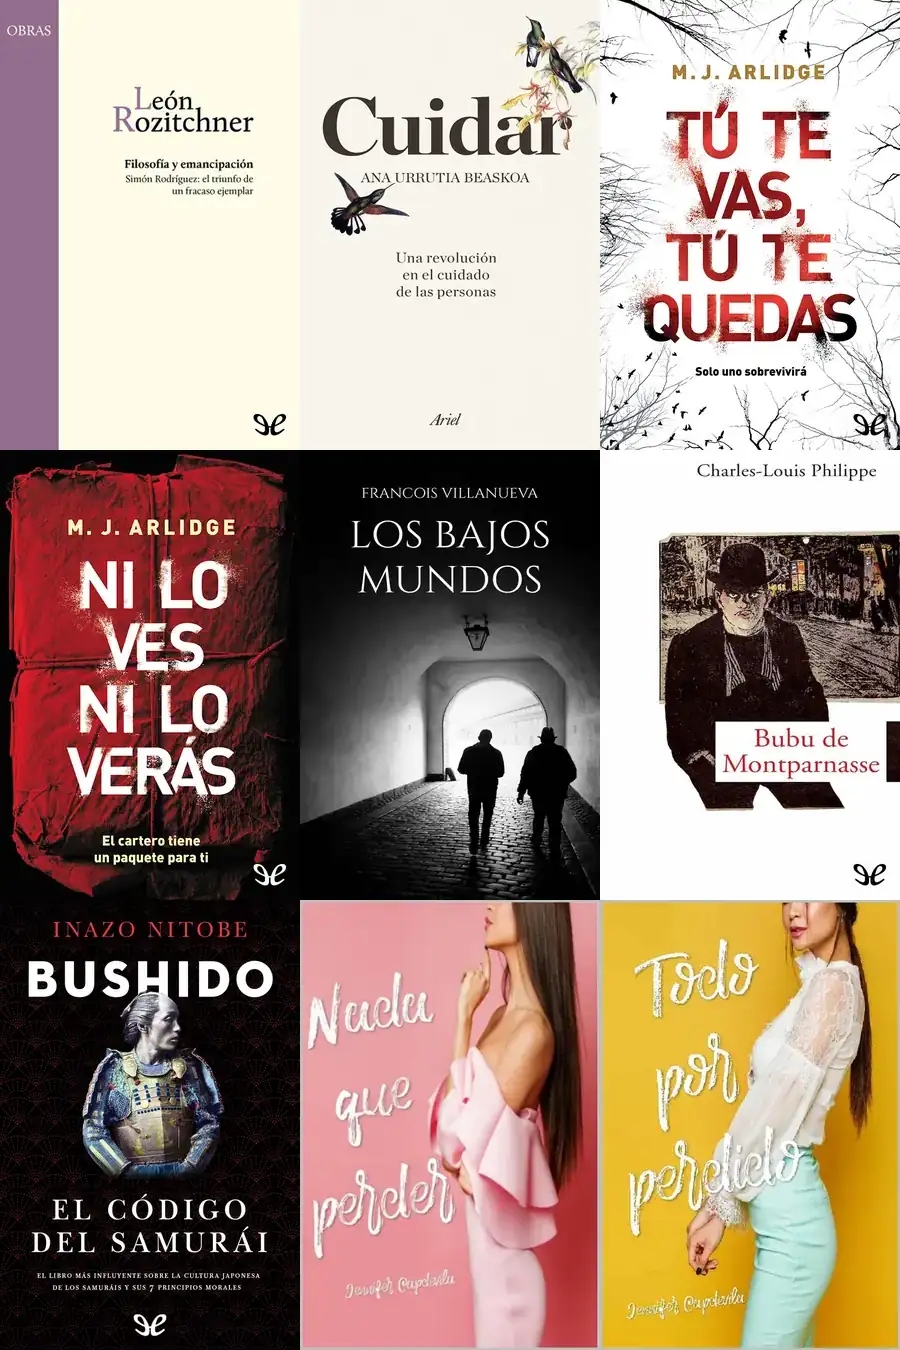 OBRAS
León
Rozitchner
Filosofía y emancipación
Simón Rodríguez: el triunfo de
un fracaso ejemplar
Cuidar
ANA URRUTIA BEASKOA
Una revolución
en el cuidado
de las personas
Ariel
M. J. ARLIDGE
TÚ TE
VAS,
TÚ TE
QUEDAS
Solo uno sobrevivirá
M. J. ARLIDGE
NI LO
VES
NI LO
VERÁS
El cartero tiene
un paquete para ti
FRANCOIS VILLANUEVA
LOS BAJOS
MUNDOS
Charles-Louis Philippe
Bubu de
Montparnasse
INAZO NITOBE
BUSHIDO
EL CÓDIGO
DEL SAMURÁI
EL LIBRO MÁS INFLUYENTE SOBRE LA CULTURA JAPONESA
DE LOS SAMURÁIS Y SUS 7 PRINCIPIOS MORALES
Nada
que
perder
Jennifer Capdevila
Todo
por
perdido
Jennifer Capdevila